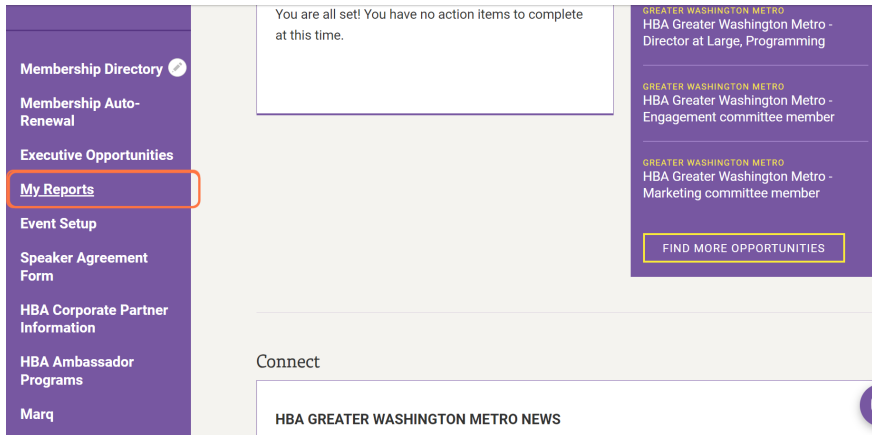 Membership Directory
Membership Auto-
Renewal
Executive Opportunities
My Reports
Event Setup
Speaker Agreement
Form
HBA Corporate Partner
Information
HBA Ambassador
Programs
Marq
You are all set! You have no action items to complete
at this time.
GREATER WASHINGTON METRO
HBA Greater Washington Metro -
Director at Large, Programming
GREATER WASHINGTON METRO
HBA Greater Washington Metro -
Engagement committee member
GREATER WASHINGTON METRO
HBA Greater Washington Metro -
Marketing committee member
FIND MORE OPPORTUNITIES
Connect
HBA GREATER WASHINGTON METRO NEWS